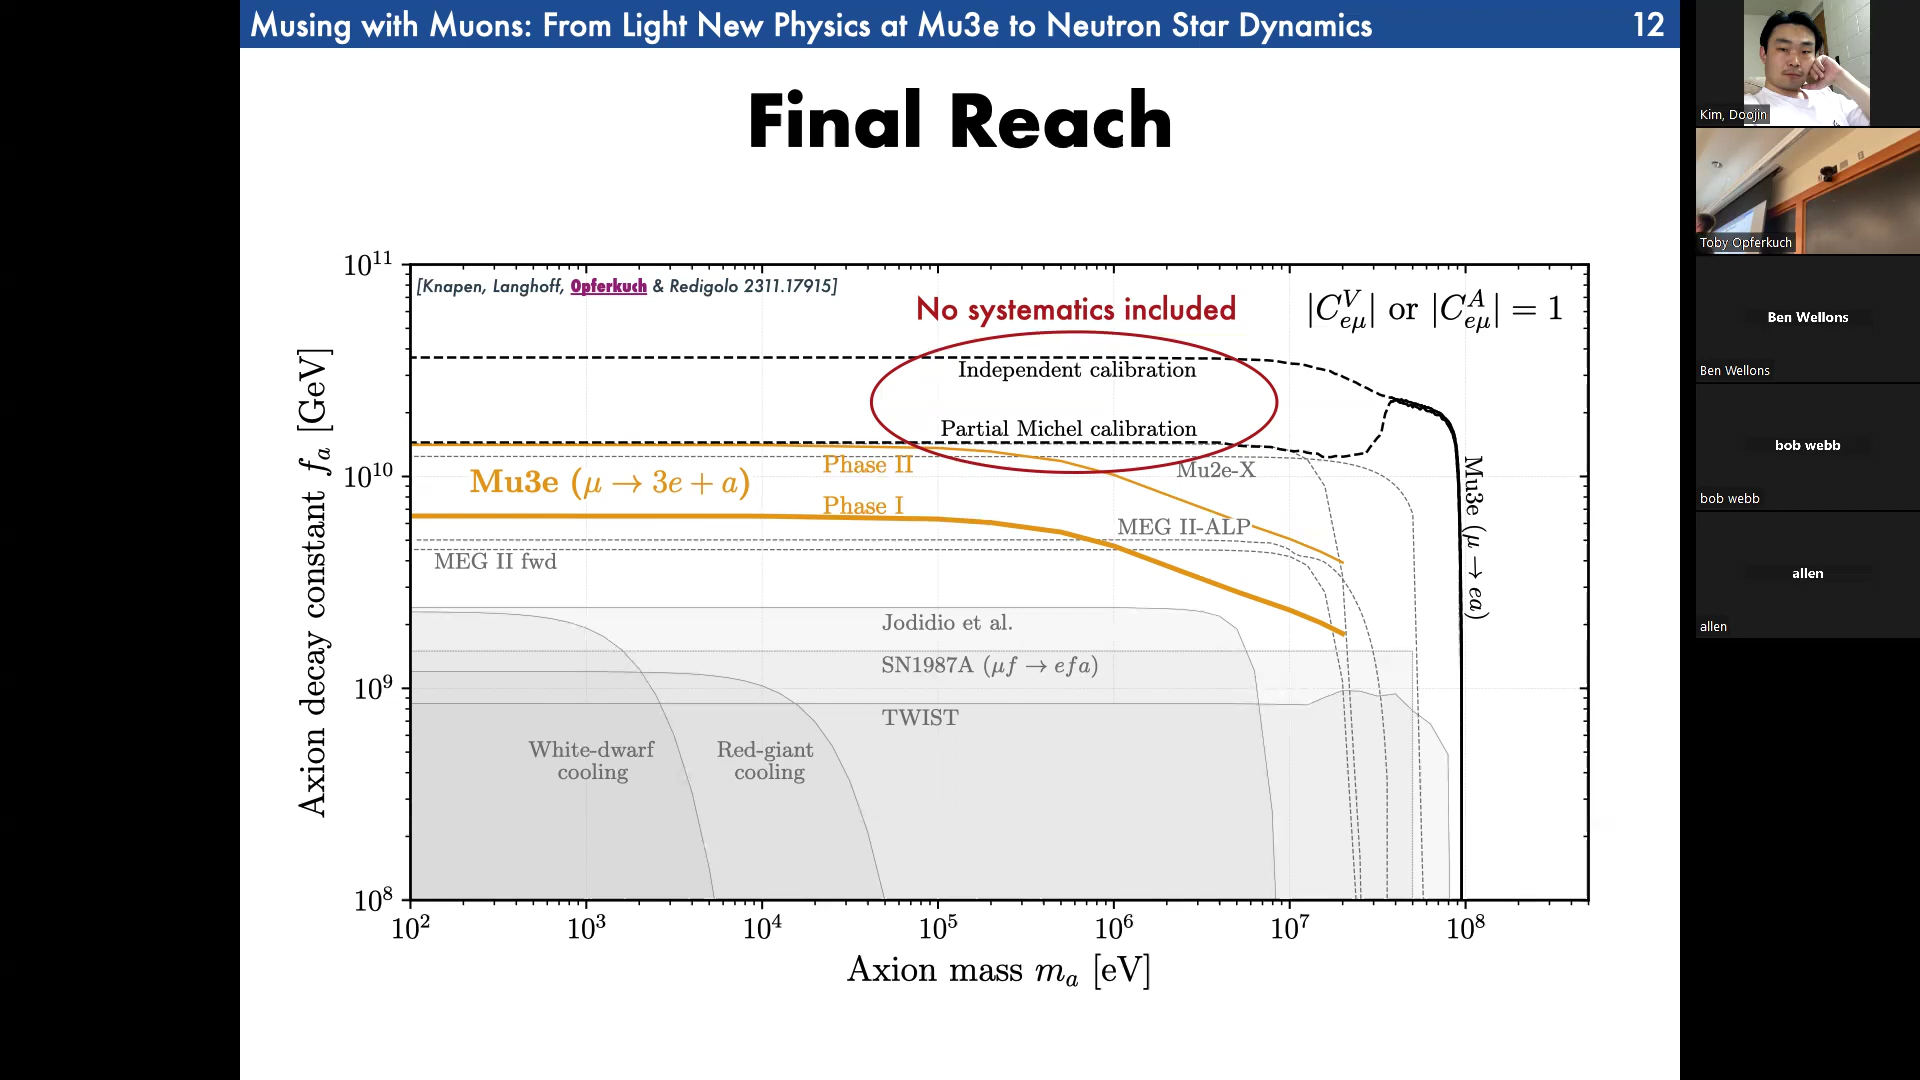 Musing with Muons: From Light New Physics at Mu3e to Neutron Star Dynamics 12
Final Reach
[Knapen, Langhoff, Opferkuch & Redigolo 2311.17915]
No systematics included
|C^V_{eμ}| or |C^A_{eμ}| = 1
Independent calibration
Partial Michel calibration
Phase II
Mu3e (μ → 3e + a)
Mu2e-X
Phase I
MEG II-ALP
MEG II fwd
Mu3e (μ → ea)
Jodidio et al.
SN1987A (μf → efa)
TWIST
White-dwarf
cooling
Red-giant
cooling
Axion decay constant f_a [GeV]
10^11
10^10
10^9
10^8
10^2 10^3 10^4 10^5 10^6 10^7 10^8
Axion mass m_a [eV]
Kim, Doojin
Toby Opferkuch
Ben Wellons
Ben Wellons
bob webb
bob webb
allen
allen